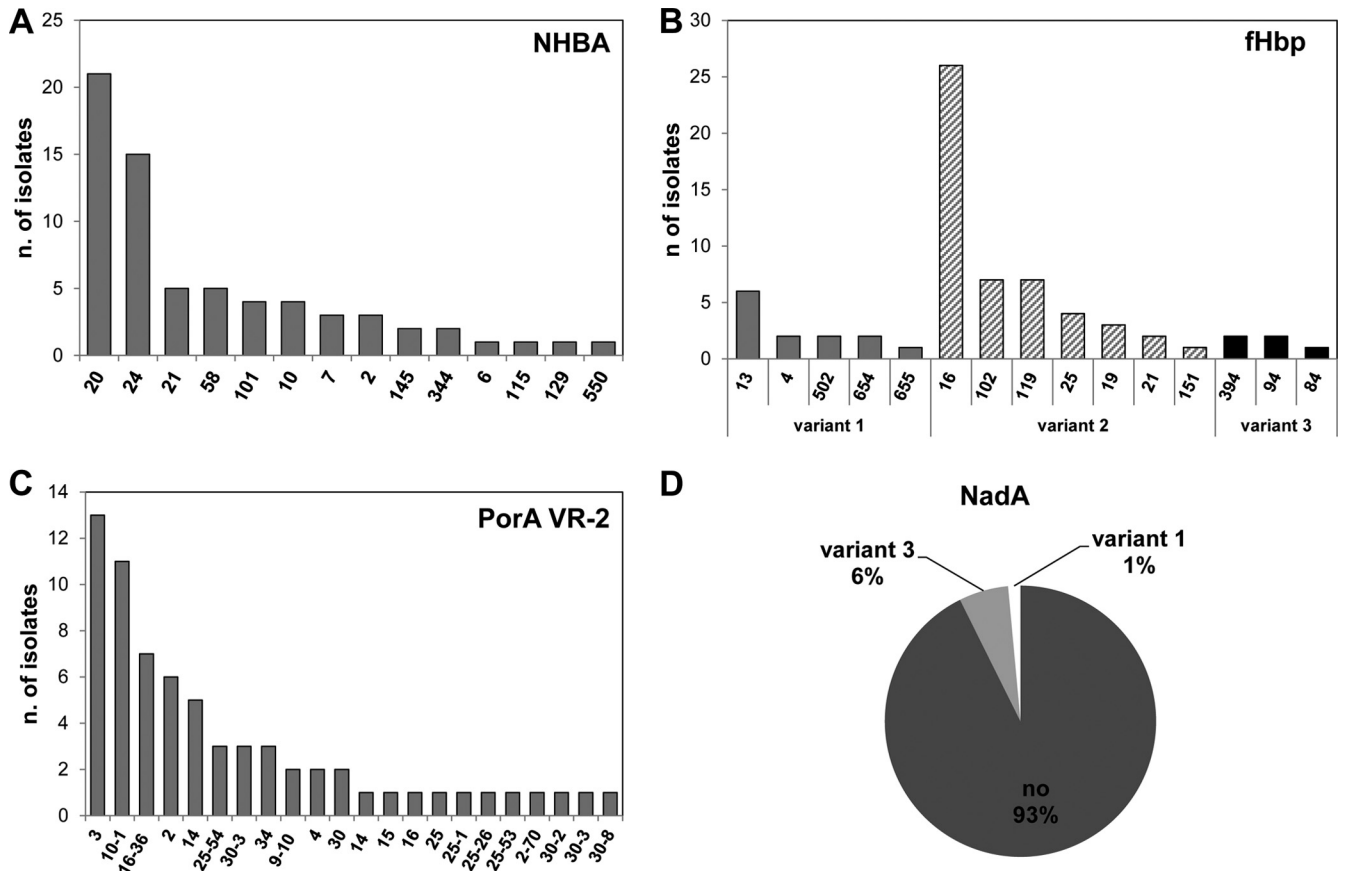 A
NHBA
n. of isolates
25
20
15
10
5
0
20 24 21 58 101 10 7 2 145 344 6 115 129 550
B
fHbp
n of isolates
30
25
20
15
10
5
0
13 4 502 654 655 16 102 119 25 19 21 151 394 94 84
variant 1 variant 2 variant 3
C
PorA VR-2
n. of isolates
14
12
10
8
6
4
2
0
3 10-1 16-36 2 14 25-54 30-3 34 9-10 4 30 14 15 16 25 25-1 25-26 25-53 2-70 30-2 30-3 30-8
D
NadA
variant 3
6%
variant 1
1%
no
93%